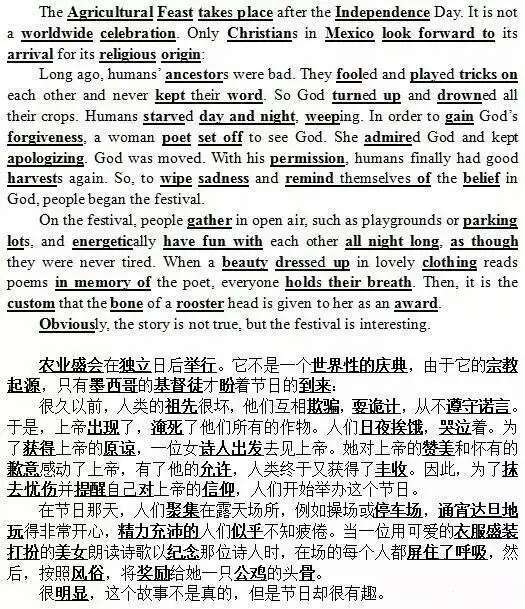 The Agricultural Feast takes place after the Independence Day. It is not
a worldwide celebration. Only Christians in Mexico look forward to its
arrival for its religious origin:
Long ago, humans’ ancestors were bad. They fooled and played tricks on
each other and never kept their word. So God turned up and drowned all
their crops. Humans starved day and night, weeping. In order to gain God’s
forgiveness, a woman poet set off to see God. She admired God and kept
apologizing. God was moved. With his permission, humans finally had good
harvests again. So, to wipe sadness and remind themselves of the belief in
God, people began the festival.
On the festival, people gather in open air, such as playgrounds or parking
lots, and energetically have fun with each other all night long, as though
they were never tired. When a beauty dressed up in lovely clothing reads
poems in memory of the poet, everyone holds their breath. Then, it is the
custom that the bone of a rooster head is given to her as an award.
Obviously, the story is not true, but the festival is interesting.
农业盛会在独立日后举行。它不是一个世界性的庆典，由于它的宗教
起源，只有墨西哥的基督徒才盼着节日的到来：
很久以前，人类的祖先很坏，他们互相欺骗，耍诡计，从不遵守诺言。
于是，上帝出现了，淹死了他们所有的作物。人们日夜挨饿，哭泣着。为
了获得上帝的原谅，一位女诗人出发去见上帝。她对上帝的赞美和怀有的
歉意感动了上帝，有了他的允许，人类终于又获得了丰收。因此，为了抹
去忧伤并提醒自己对上帝的信仰，人们开始举办这个节日。
在节日那天，人们聚集在露天场所，例如操场或停车场，通宵达旦地
玩得非常开心，精力充沛的人们似乎不知疲倦。当一位用可爱的衣服盛装
打扮的美女朗读诗歌以纪念那位诗人时，在场的每个人都屏住了呼吸，然
后，按照风俗，将奖励给她一只公鸡的头骨。
很明显，这个故事不是真的，但是节日却很有趣。